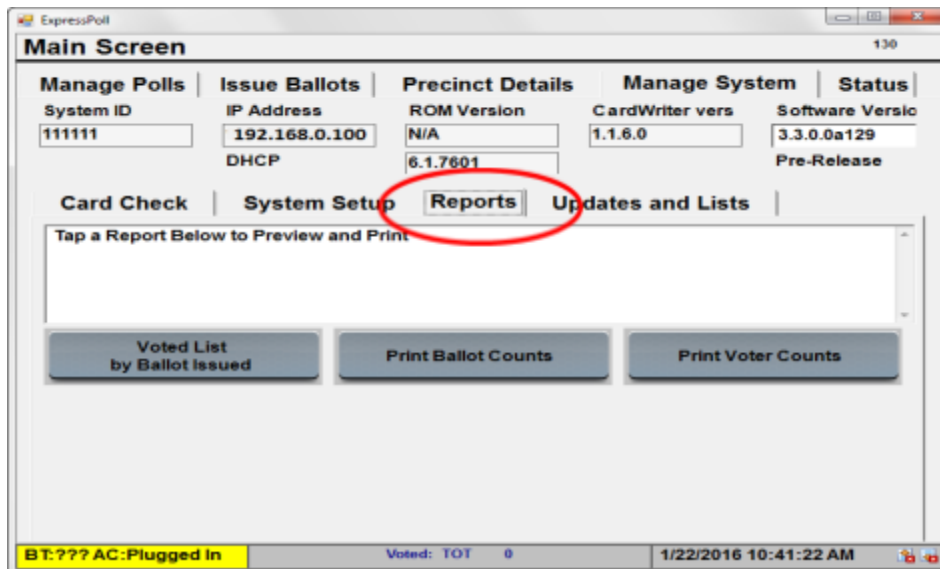 ExpressPoll
Main Screen 130
Manage Polls Issue Ballots Precinct Details Manage System Status
System ID IP Address ROM Version CardWriter vers Software Versio
111111 192.168.0.100 N/A 1.1.6.0 3.3.0.0a129
DHCP 6.1.7601 Pre-Release
Card Check System Setup Reports Updates and Lists
Tap a Report Below to Preview and Print
Voted List
by Ballot Issued
Print Ballot Counts Print Voter Counts
BT:??? AC:Plugged In Voted: TOT 0 1/22/2016 10:41:22 AM